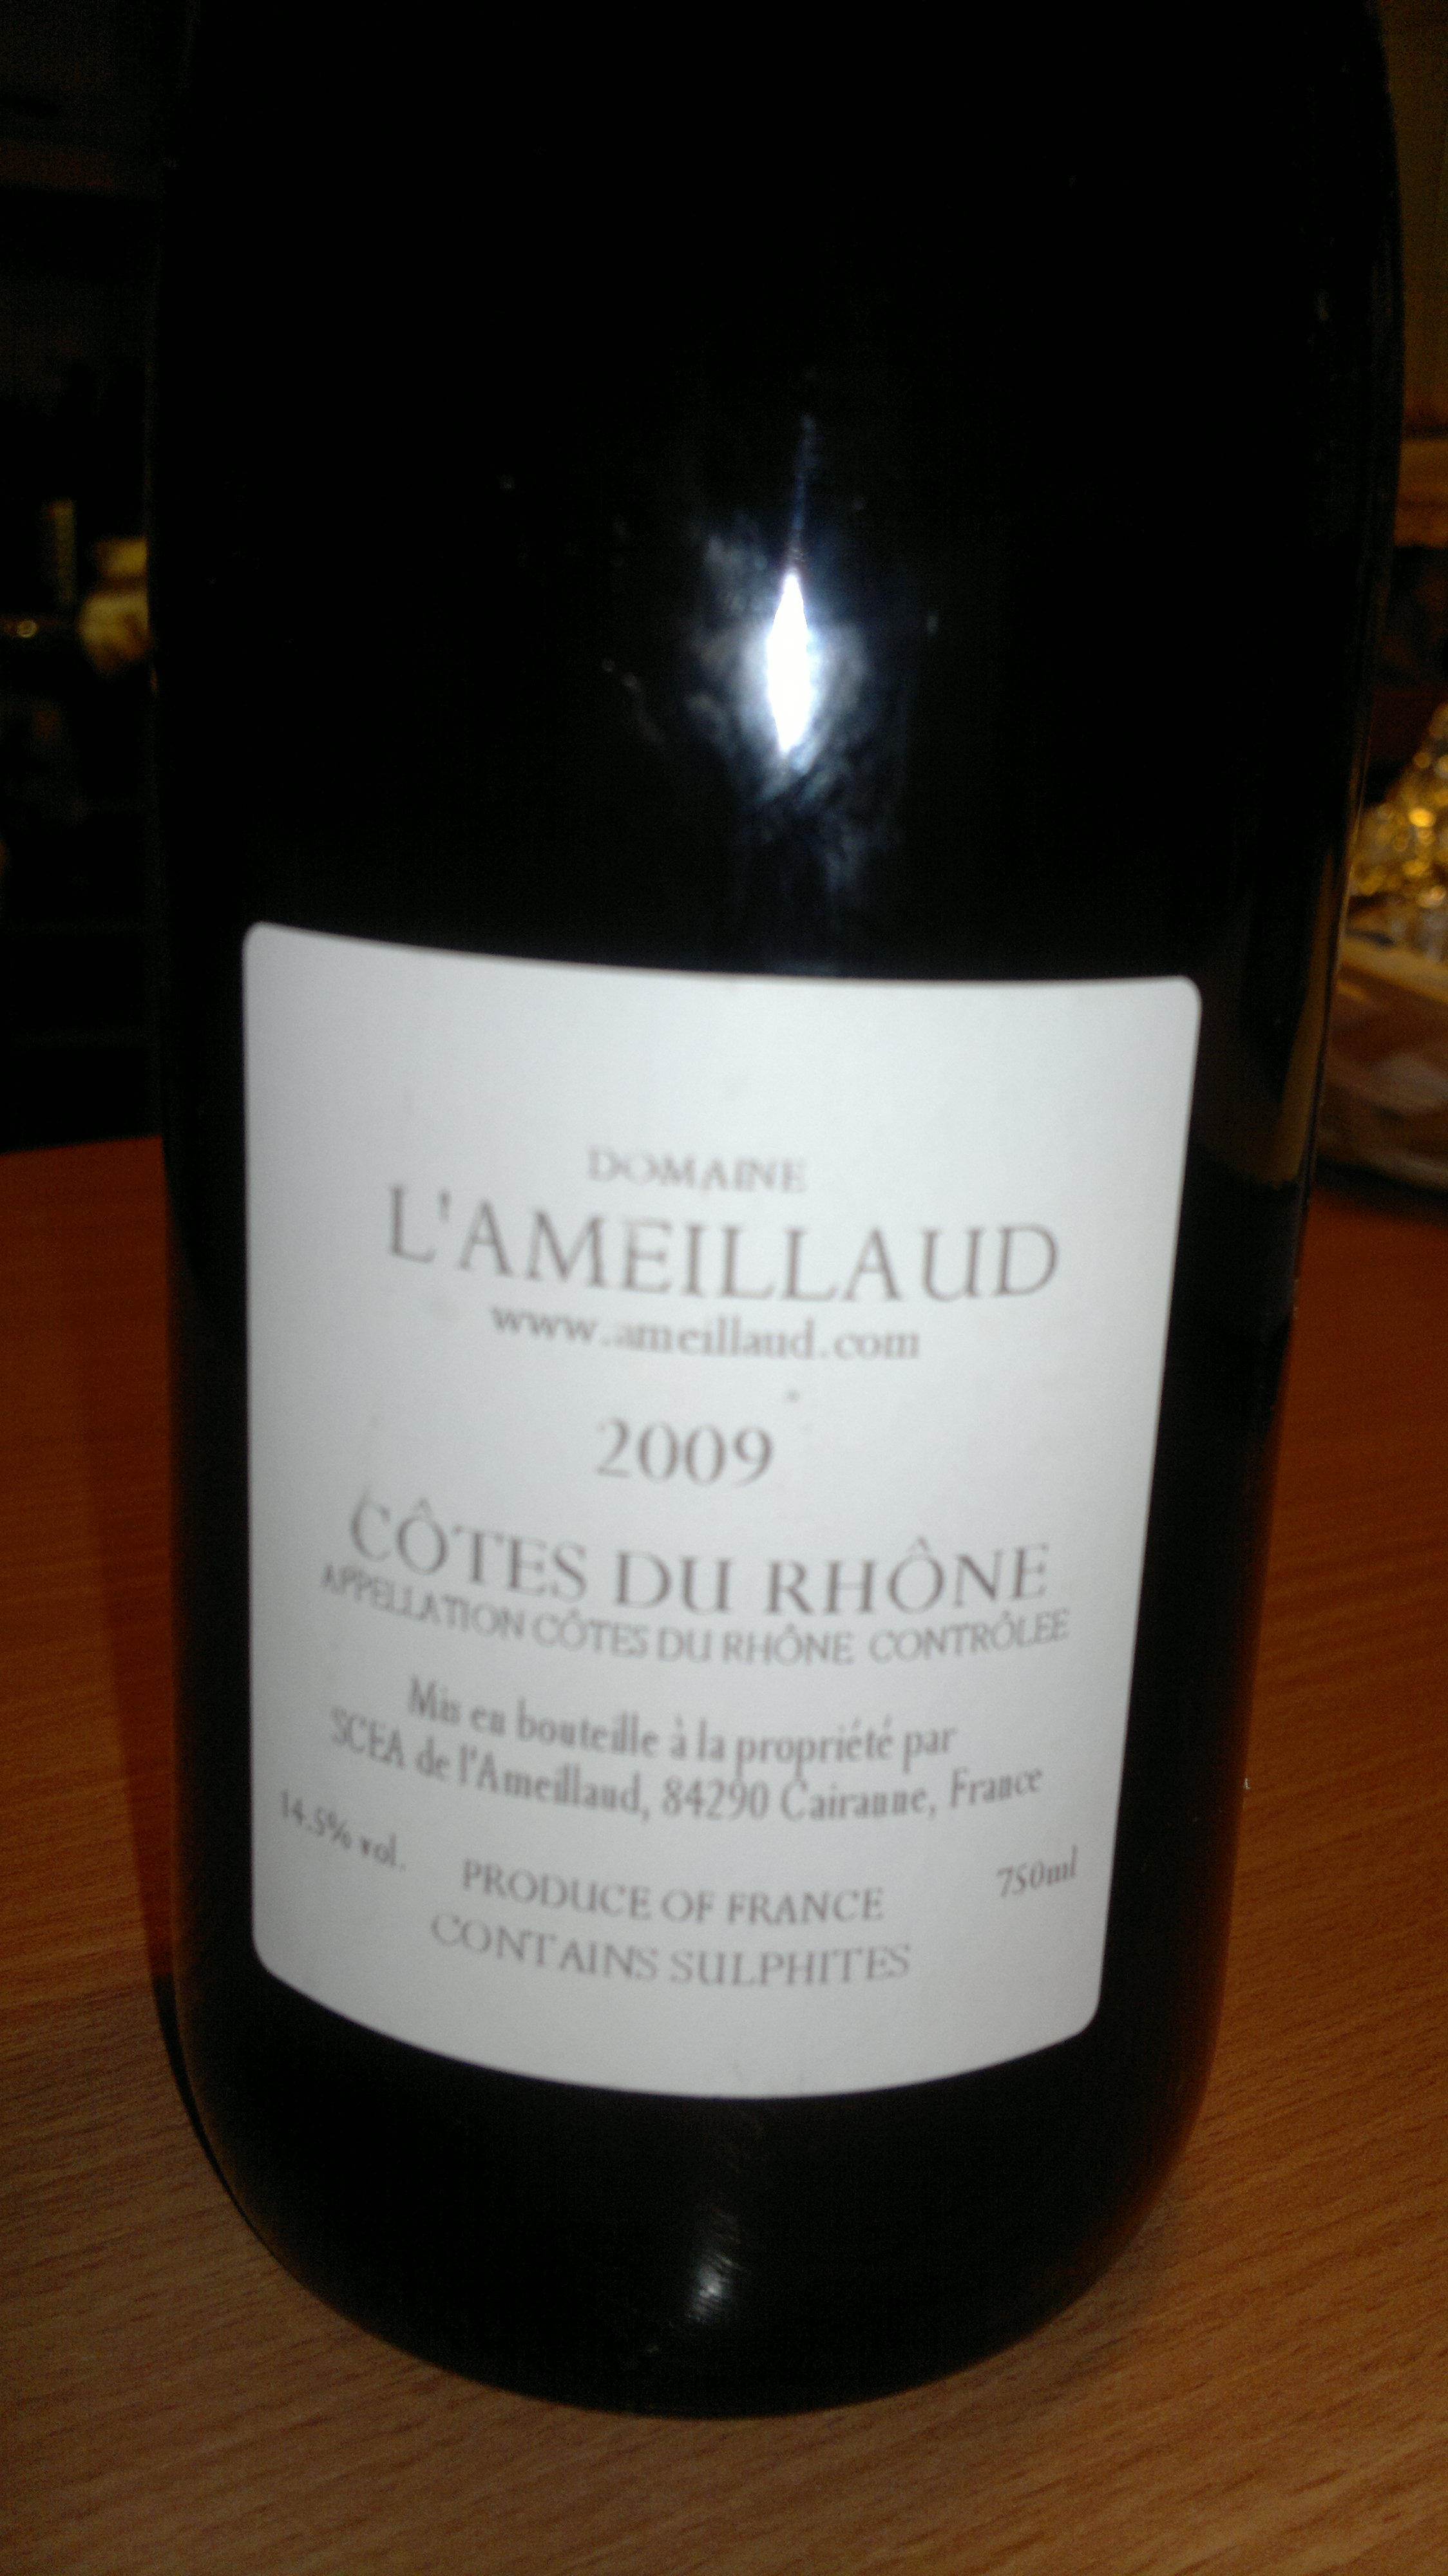 DOMAINE
L'AMEILLAUD
www.ameillaud.com
2009
CÔTES DU RHÔNE
APPELLATION CÔTES DU RHÔNE CONTRÔLEE
Mis en bouteille à la propriété par
SCEA de l'Ameillaud, 84290 Cairanne, France
14.5% vol.
750ml
PRODUCE OF FRANCE
CONTAINS SULPHITES